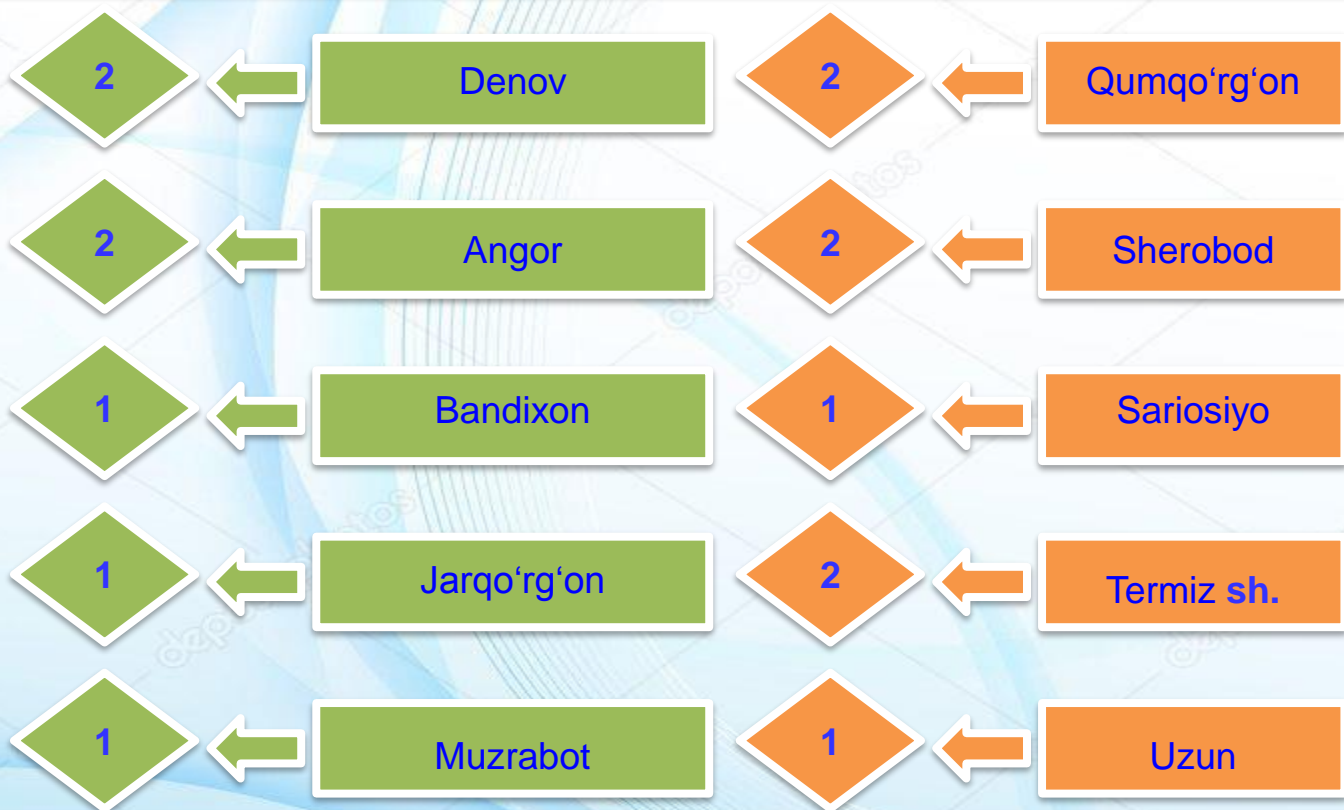 2 Denov 2 Qumqo‘rg‘on
2 Angor 2 Sherobod
1 Bandixon 1 Sariosiyo
1 Jarqo‘rg‘on 2 Termiz sh.
1 Muzrabot 1 Uzun